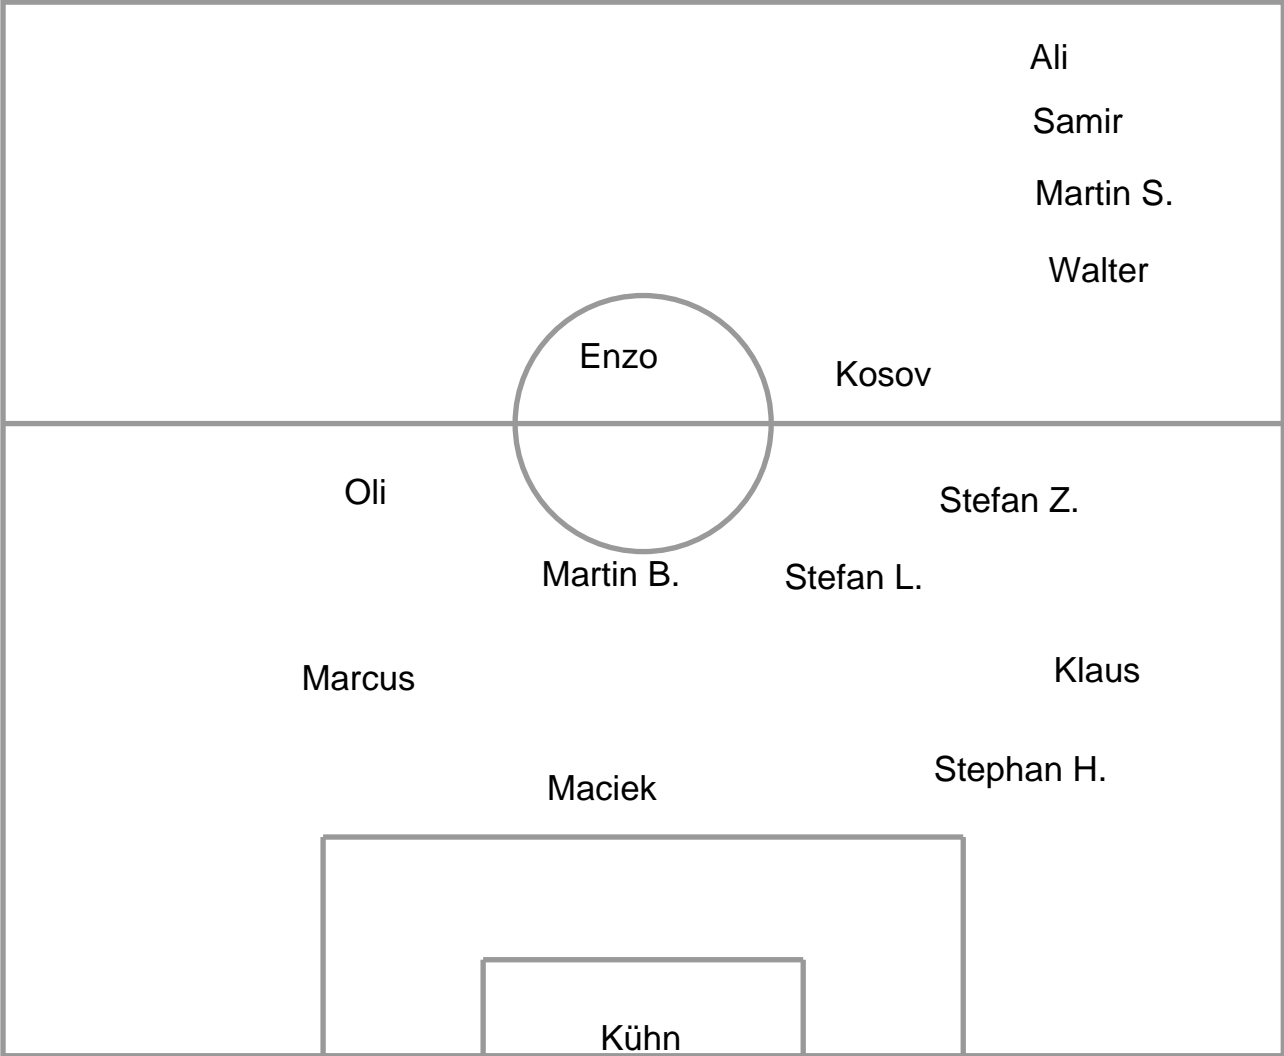 Ali
Samir
Martin S.
Walter
Enzo
Kosov
Oli
Stefan Z.
Martin B.
Stefan L.
Marcus
Klaus
Maciek
Stephan H.
Kühn